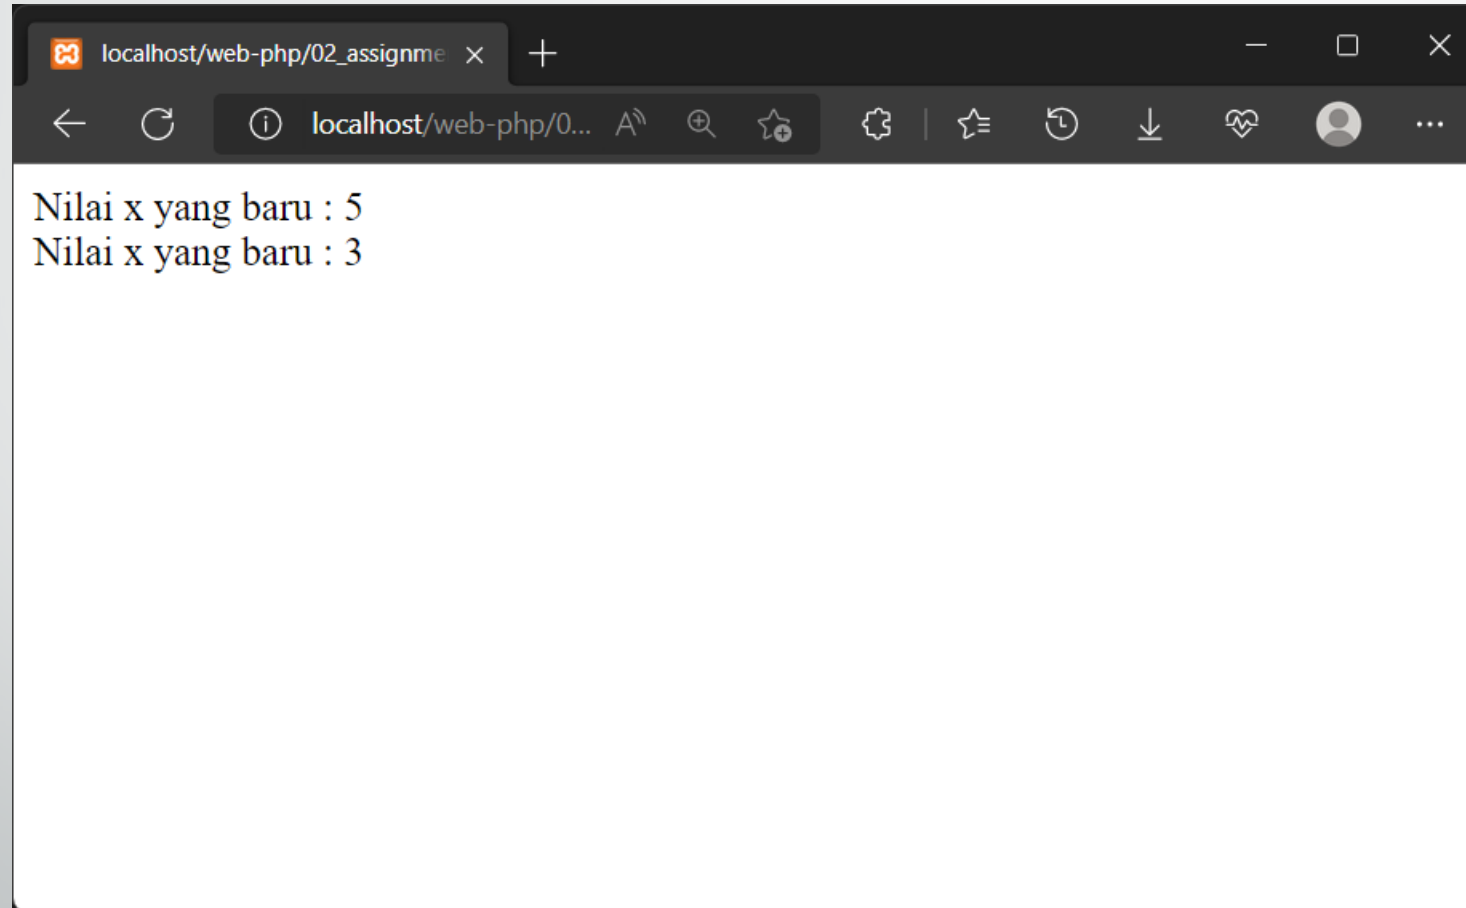 localhost/web-php/02_assignme
localhost/web-php/0...
Nilai x yang baru : 5
Nilai x yang baru : 3